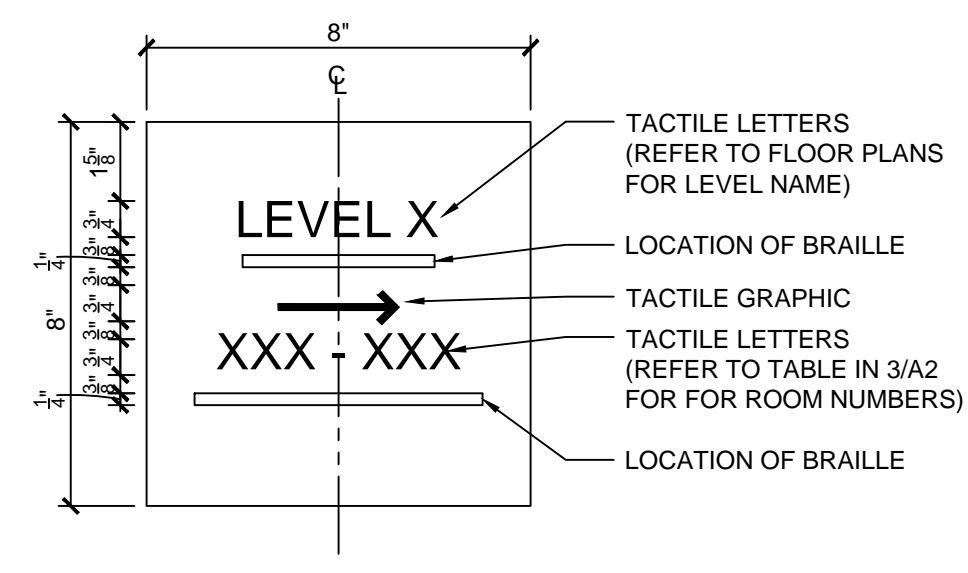 8"
℄
1 5/8"
3/4"
3/8"
1/4"
3/8"
3/4"
3/8"
3/4"
3/8"
1/4"
8"
LEVEL X
XXX - XXX
TACTILE LETTERS
(REFER TO FLOOR PLANS
FOR LEVEL NAME)
LOCATION OF BRAILLE
TACTILE GRAPHIC
TACTILE LETTERS
(REFER TO TABLE IN 3/A2
FOR FOR ROOM NUMBERS)
LOCATION OF BRAILLE